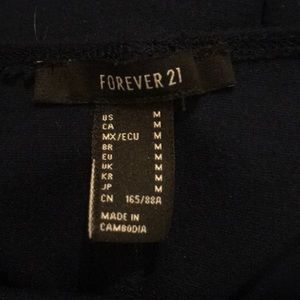 FOREVER 21
US M
CA M
MX/ECU M
BR M
EU M
UK M
KR M
JP M
CN 165/88A
MADE IN
CAMBODIA